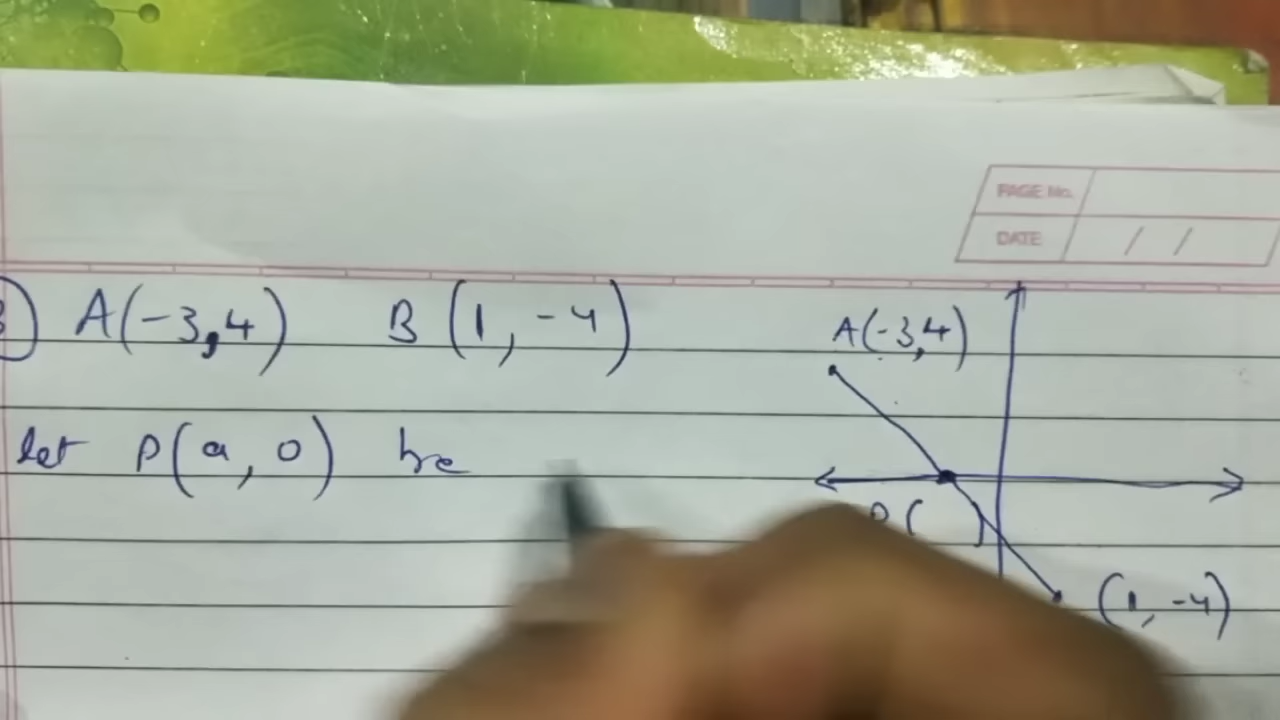 PAGE No.
DATE / /
A(-3,4) B(1,-4)
A(-3,4)
let P(a,0) be
P( )
(1,-4)